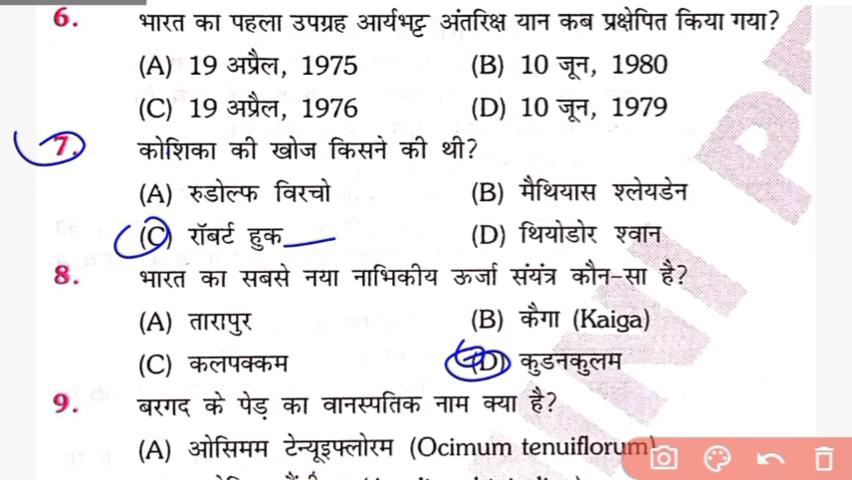 6. भारत का पहला उपग्रह आर्यभट्ट अंतरिक्ष यान कब प्रक्षेपित किया गया?
(A) 19 अप्रैल, 1975 (B) 10 जून, 1980
(C) 19 अप्रैल, 1976 (D) 10 जून, 1979
7. कोशिका की खोज किसने की थी?
(A) रुडोल्फ विरचो (B) मैथियास श्लेयडेन
(C) रॉबर्ट हुक (D) थियोडोर श्वान
8. भारत का सबसे नया नाभिकीय ऊर्जा संयंत्र कौन-सा है?
(A) तारापुर (B) कैगा (Kaiga)
(C) कलपक्कम (D) कुडनकुलम
9. बरगद के पेड़ का वानस्पतिक नाम क्या है?
(A) ओसिमम टेन्यूइफ्लोरम (Ocimum tenuiflorum)